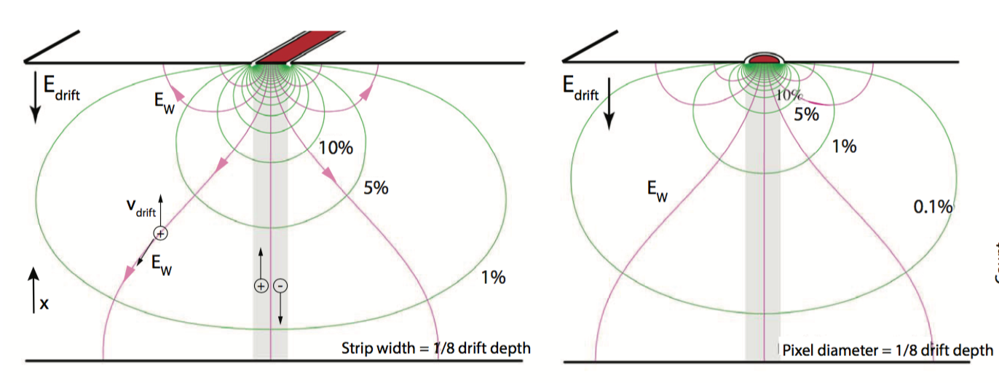 E drift
E W
10%
5%
v drift
+
E W
1%
+ -
x
Strip width = 1/8 drift depth
E drift
10%
5%
1%
E W
0.1%
Pixel diameter = 1/8 drift depth